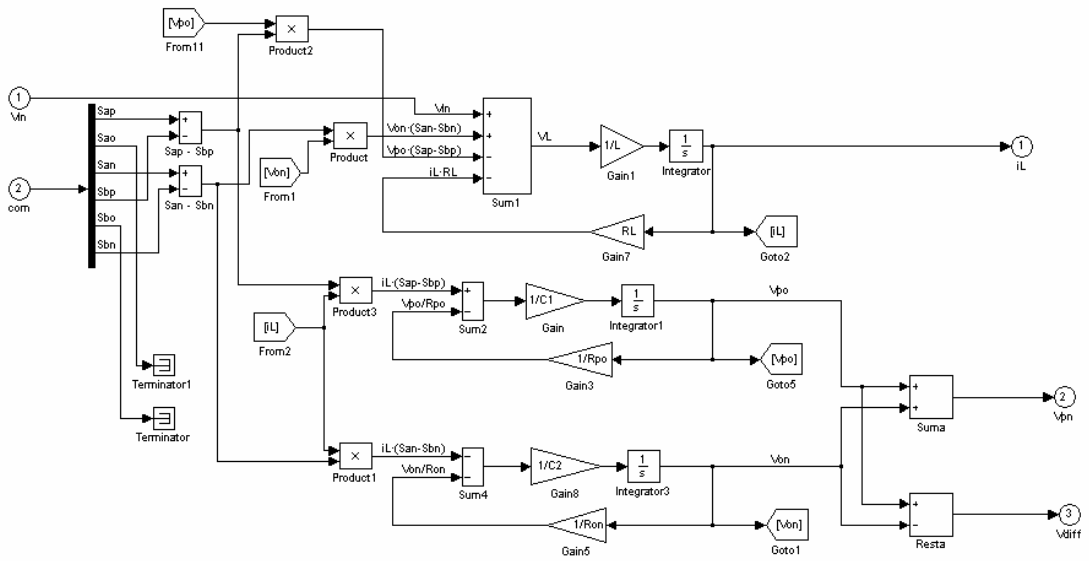 [Vpo]
From11
×
Product2
1
Vin
Sap
Sao
San
Sbp
Sbo
Sbn
2
com
+
−
Sap - Sbp
+
−
San - Sbn
×
Product
[Von]
From1
Vin
Von·(San-Sbn)
Vpo·(Sap-Sbp)
iL·RL
+
+
−
−
Sum1
VL
1/L
Gain1
1
s
Integrator
1
iL
RL
Gain7
[iL]
Goto2
×
Product3
iL·(Sap-Sbp)
Vpo/Rpo
+
−
Sum2
1/C1
Gain
1
s
Integrator1
Vpo
[iL]
From2
1/Rpo
Gain3
[Vpo]
Goto5
Terminator1
Terminator
+
+
Suma
2
Vpn
×
Product1
iL·(San-Sbn)
Von/Ron
−
−
Sum4
1/C2
Gain8
1
s
Integrator3
Von
1/Ron
Gain5
[Von]
Goto1
+
−
Resta
3
Vdiff